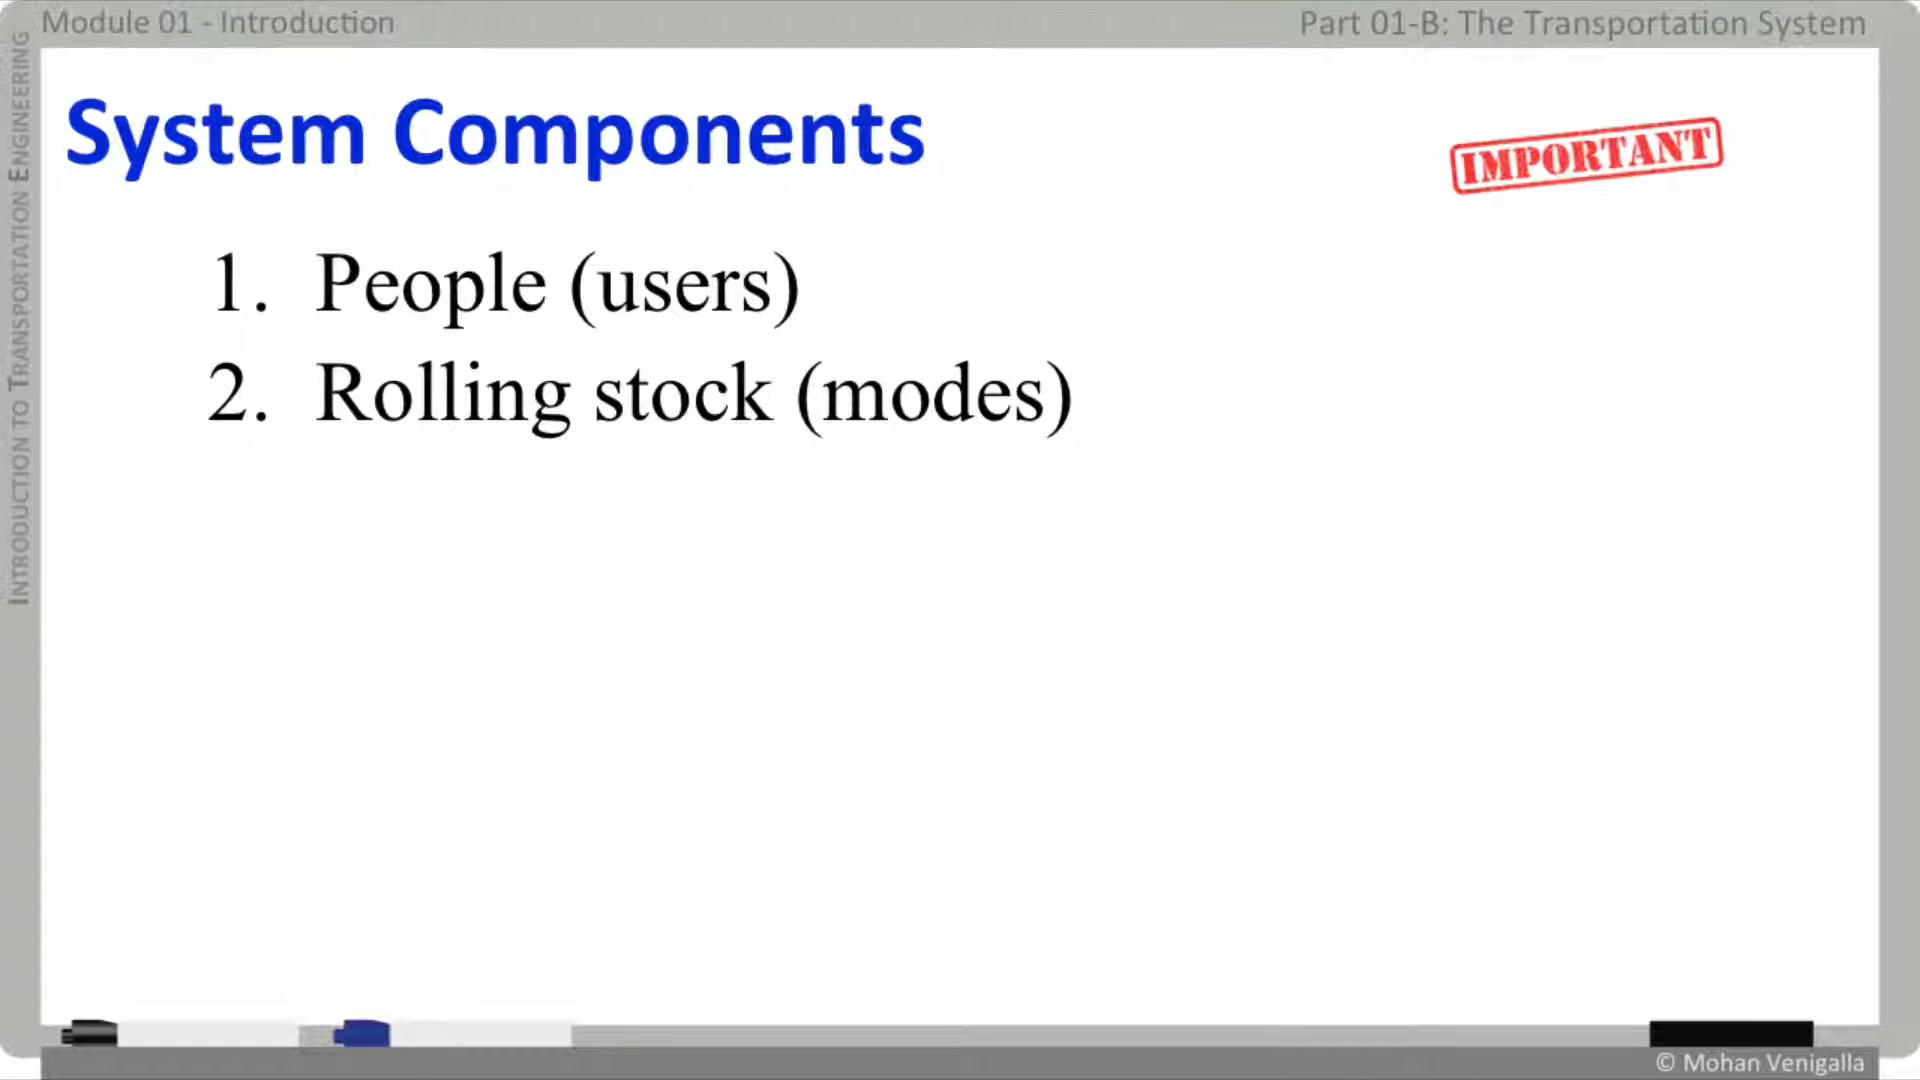 Module 01 - Introduction
Part 01-B: The Transportation System
INTRODUCTION TO TRANSPORTATION ENGINEERING
System Components
IMPORTANT
1. People (users)
2. Rolling stock (modes)
© Mohan Venigalla